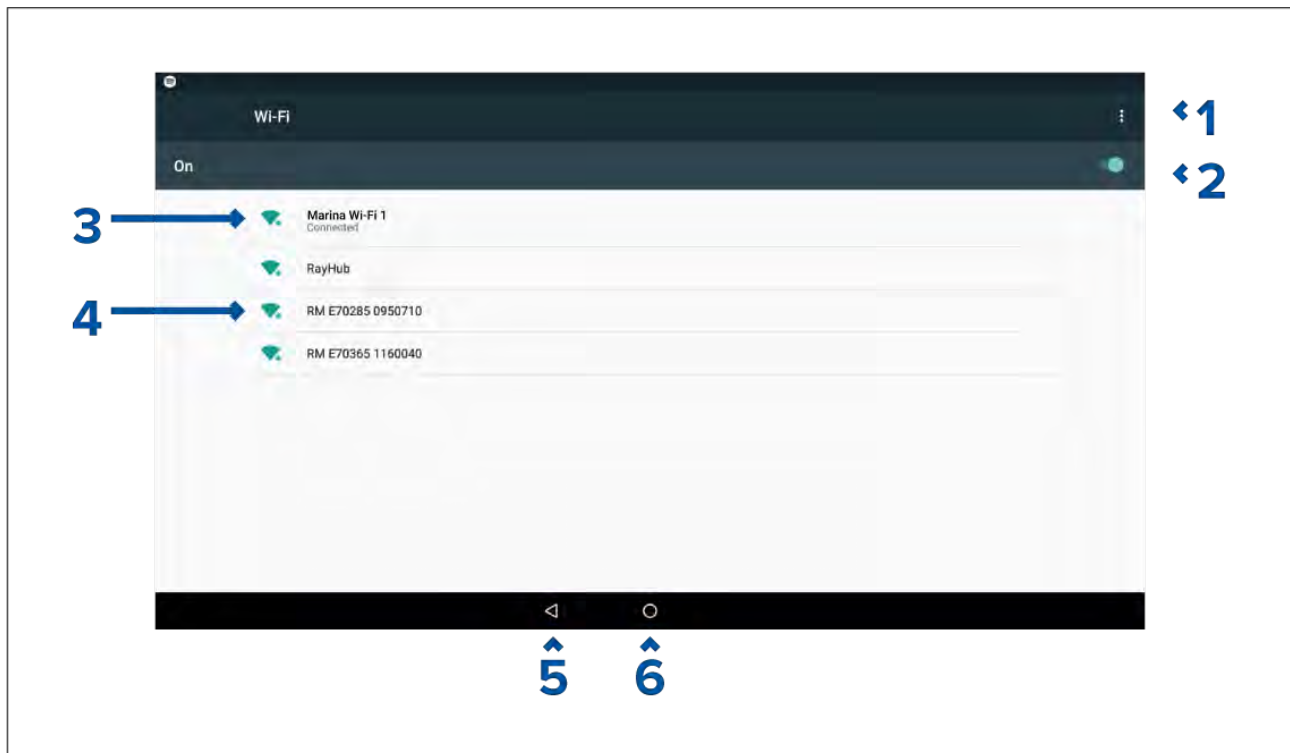 Wi-Fi
1
On
2
3
Marina Wi-Fi 1
Connected
RayHub
4
RM E70285 0950710
RM E70365 1160040
5 6